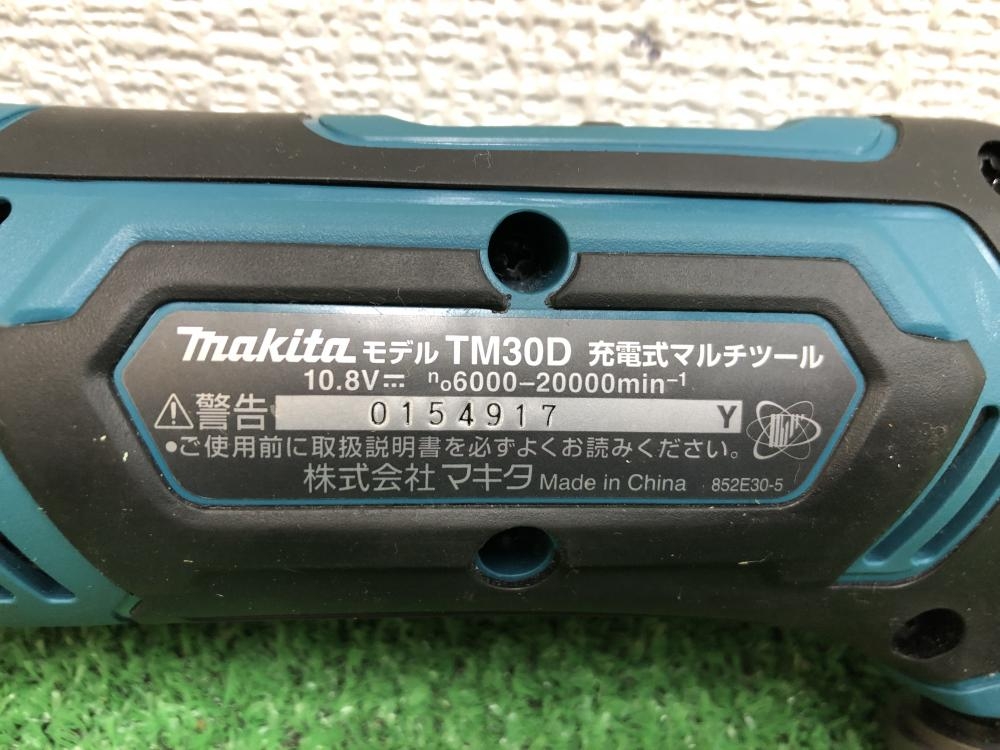 makita モデル TM30D 充電式マルチツール
10.8V⎓ n₀6000−20000min⁻¹
⚠警告 0154917 Y
•ご使用前に取扱説明書を必ずよくお読みください。
株式会社 マキタ Made in China 852E30-5